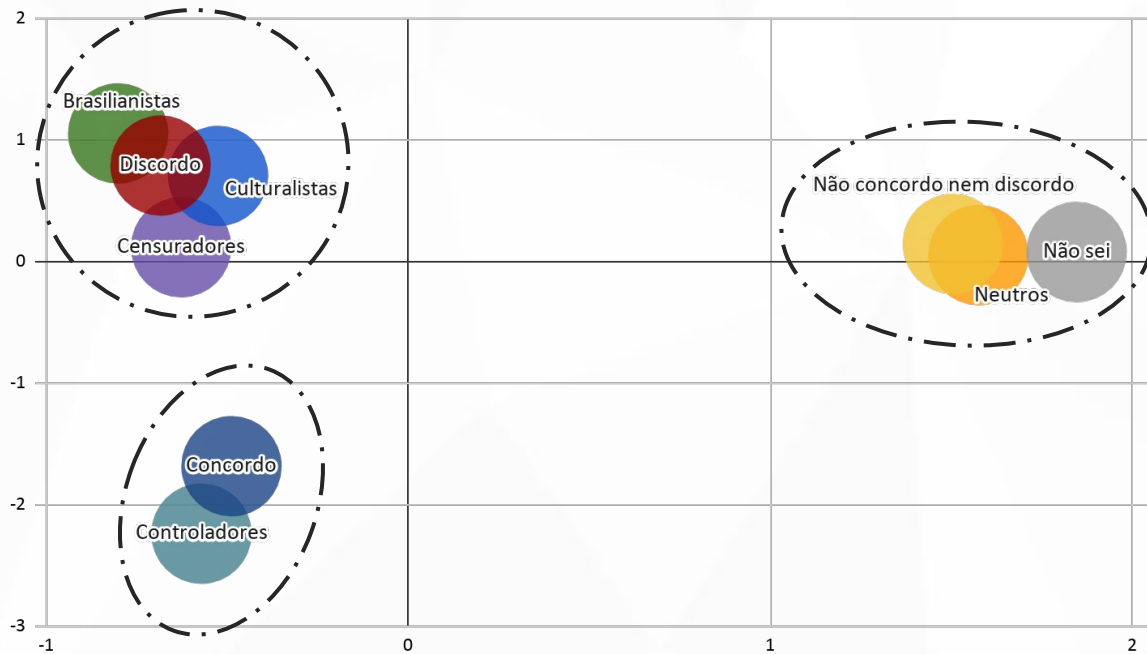 2
Brasilianistas
1
Discordo
Culturalistas
Não concordo nem discordo
Censuradores
Não sei
0
Neutros
-1
Concordo
-2
Controladores
-3
-1
0
1
2